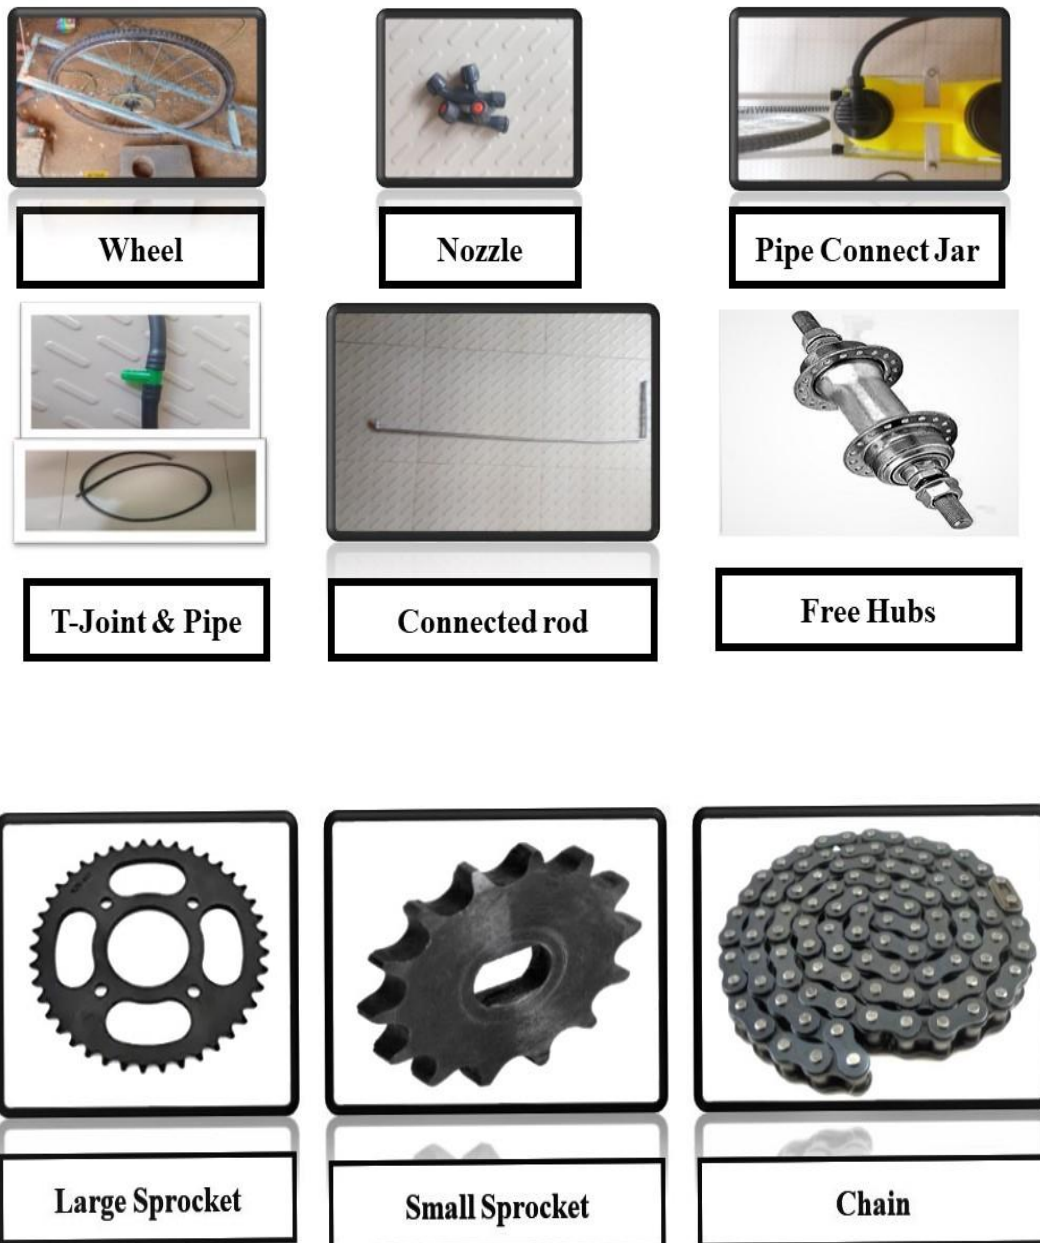 Wheel
Nozzle
Pipe Connect Jar
T-Joint & Pipe
Connected rod
Free Hubs
Large Sprocket
Small Sprocket
Chain